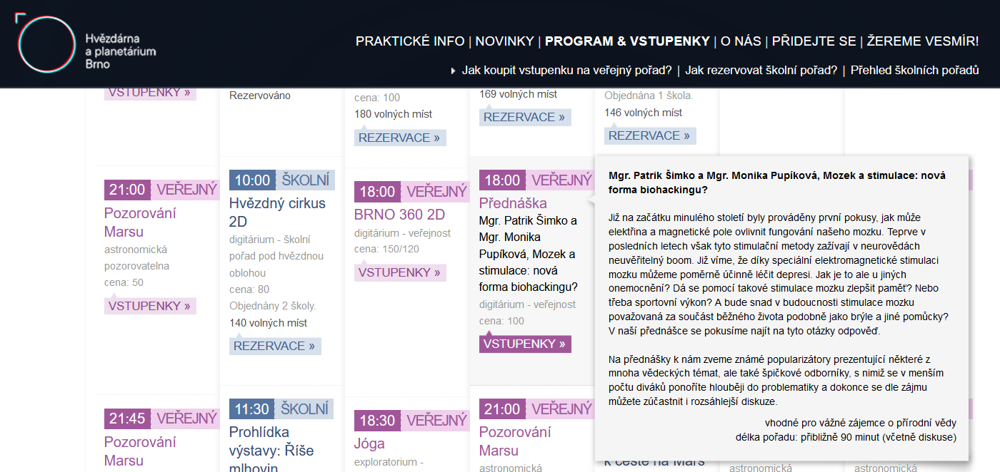 Hvězdárna
a planetárium
Brno
PRAKTICKÉ INFO | NOVINKY | PROGRAM & VSTUPENKY | O NÁS | PŘIDEJTE SE | ŽEREME VESMÍR!
Jak koupit vstupenku na veřejný pořad? | Jak rezervovat školní pořad? | Přehled školních pořadů
VSTUPENKY »
21:00 VEŘEJNÝ
Pozorování
Marsu
astronomická
pozorovatelna
cena: 50
VSTUPENKY »
21:45 VEŘEJNÝ
Pozorování
Marsu
Rezervováno
10:00 ŠKOLNÍ
Hvězdný cirkus
2D
digitárium - školní
pořad pod hvězdnou
oblohou
cena: 80
Objednány 2 školy.
140 volných míst
REZERVACE »
11:30 ŠKOLNÍ
Prohlídka
výstavy: Říše
mlhovin
cena: 100
180 volných míst
REZERVACE »
18:00 VEŘEJNÝ
BRNO 360 2D
digitárium - veřejnost
cena: 150/120
VSTUPENKY »
18:30 VEŘEJNÝ
Jóga
exploratorium -
169 volných míst
REZERVACE »
18:00 VEŘEJNÝ
Přednáška
Mgr. Patrik Šimko a
Mgr. Monika
Pupíková, Mozek a
stimulace: nová
forma biohackingu?
digitárium - veřejnost
cena: 100
VSTUPENKY »
21:00 VEŘEJNÝ
Pozorování
Marsu
astronomická
Objednána 1 škola.
146 volných míst
REZERVACE »
Mgr. Patrik Šimko a Mgr. Monika Pupíková, Mozek a stimulace: nová
forma biohackingu?
Již na začátku minulého století byly prováděny první pokusy, jak může
elektřina a magnetické pole ovlivnit fungování našeho mozku. Teprve v
posledních letech však tyto stimulační metody zažívají v neurovědách
neuvěřitelný boom. Již víme, že díky speciální elektromagnetické stimulaci
mozku můžeme poměrně účinně léčit depresi. Jak je to ale u jiných
onemocnění? Dá se pomocí takové stimulace mozku zlepšit paměť? Nebo
třeba sportovní výkon? A bude snad v budoucnosti stimulace mozku
považovaná za součást běžného života podobně jako brýle a jiné pomůcky?
V naší přednášce se pokusíme najít na tyto otázky odpověď.
Na přednášky k nám zveme známé popularizátory prezentující některé z
mnoha vědeckých témat, ale také špičkové odborníky, s nimiž se v menším
počtu diváků ponoříte hlouběji do problematiky a dokonce se dle zájmu
můžete zúčastnit i rozsáhlejší diskuze.
vhodné pro vážné zájemce o přírodní vědy
délka pořadu: přibližně 90 minut (včetně diskuse)
k cestě na Mars
astronomická
astronomická